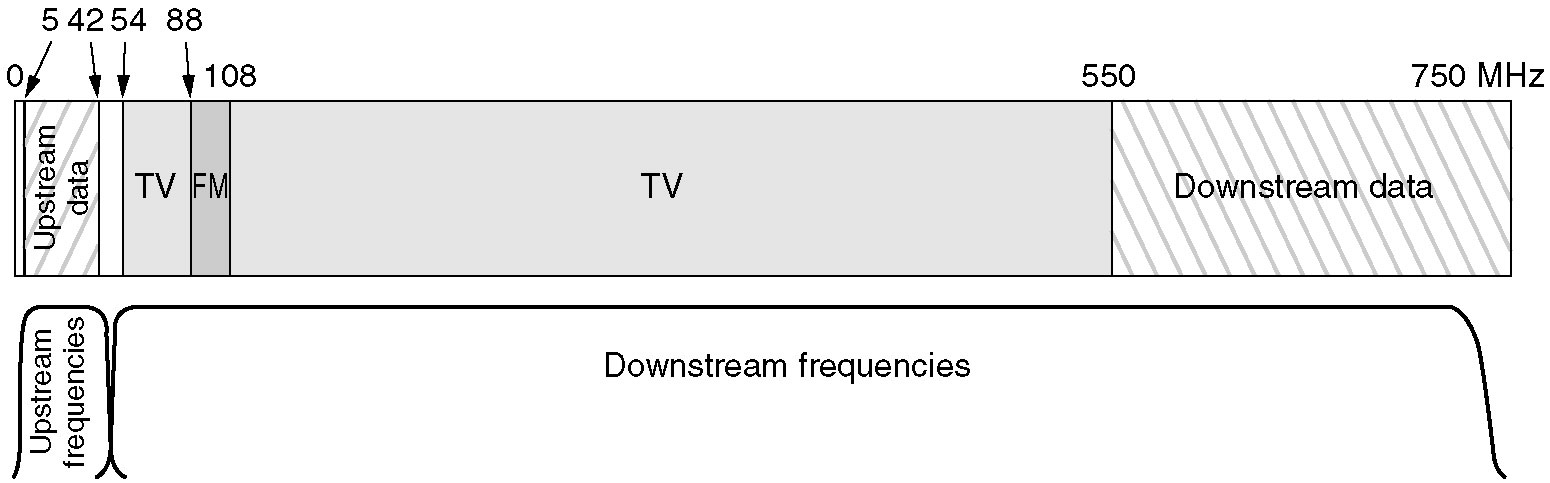 5 42 54 88
0 108 550 750 MHz
Upstream
data
TV
FM
TV
Downstream data
Upstream
frequencies
Downstream frequencies